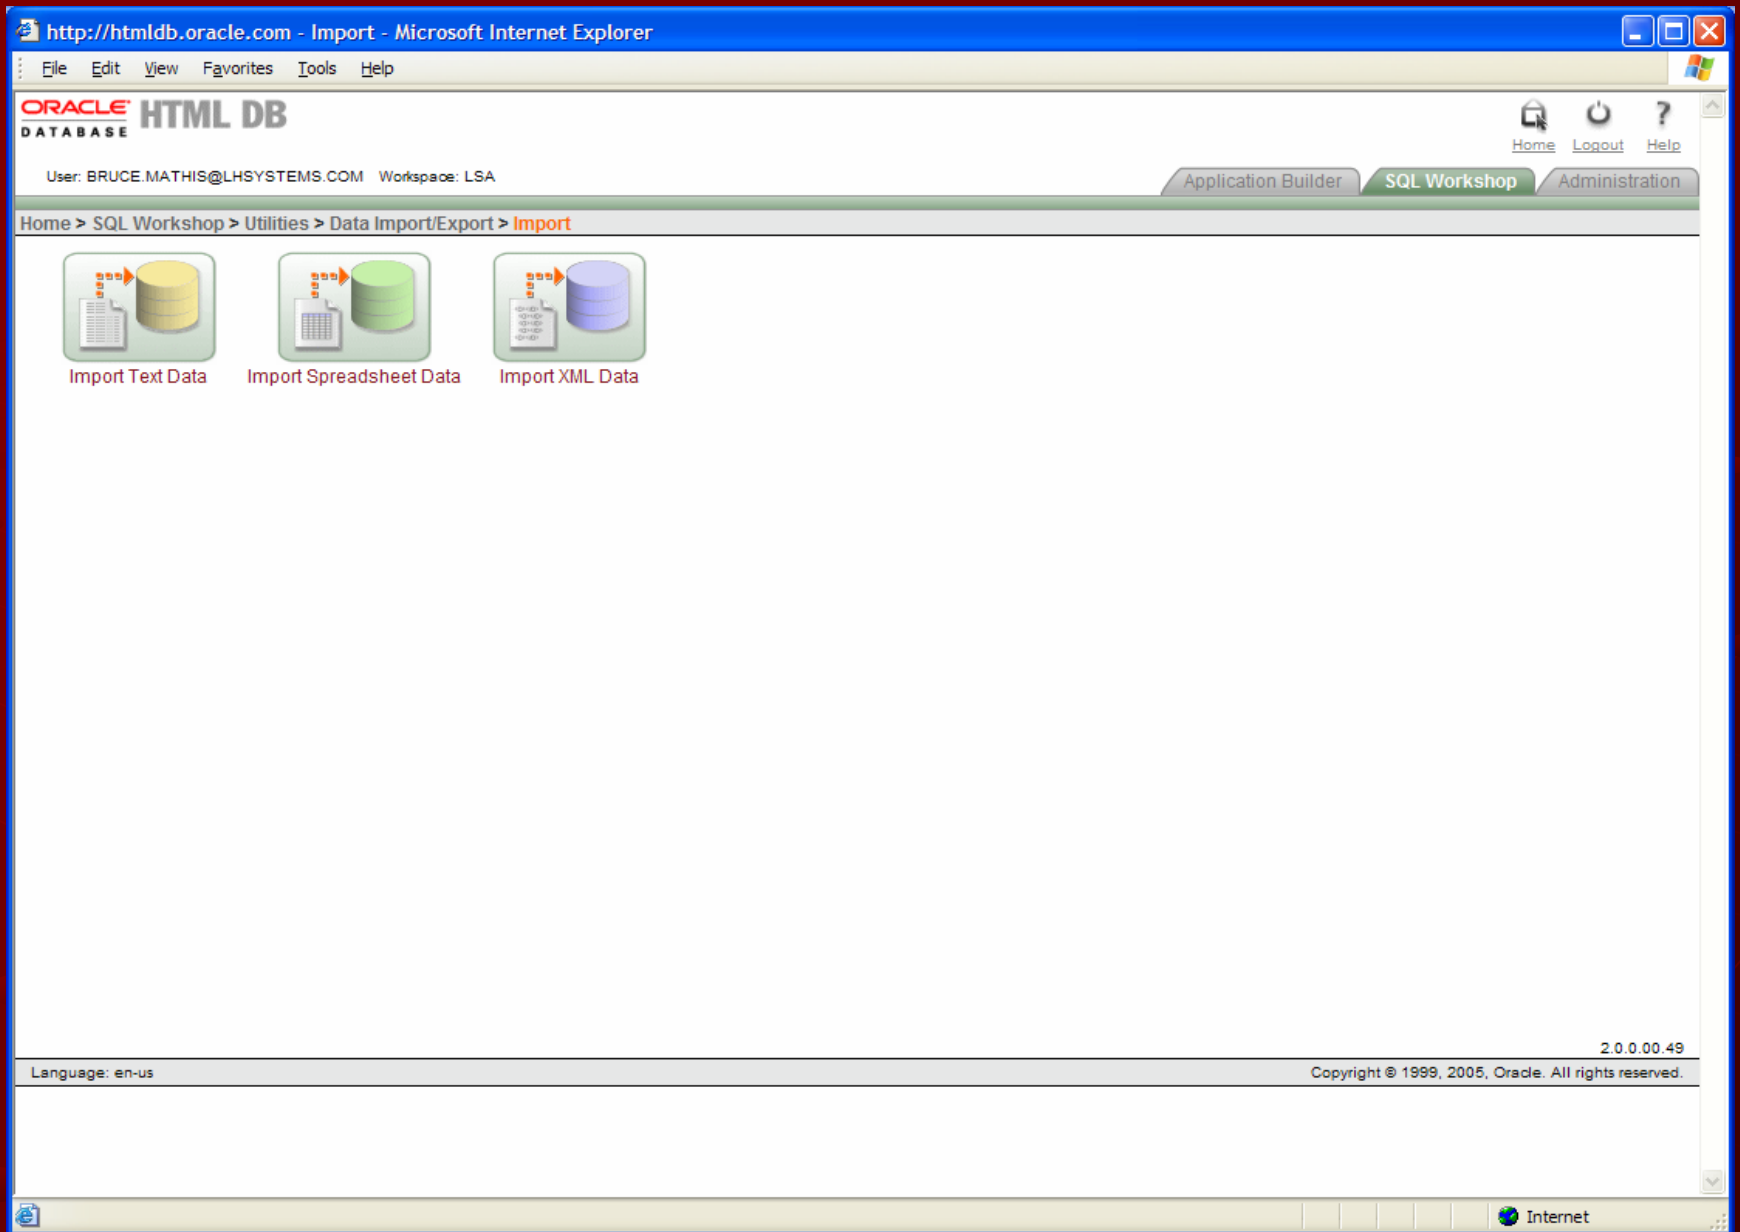 http://htmldb.oracle.com - Import - Microsoft Internet Explorer
File Edit View Favorites Tools Help
ORACLE DATABASE HTML DB
Home Logout ? Help
User: BRUCE.MATHIS@LHSYSTEMS.COM Workspace: LSA
Application Builder SQL Workshop Administration
Home > SQL Workshop > Utilities > Data Import/Export > Import
Import Text Data Import Spreadsheet Data Import XML Data
2.0.0.00.49
Language: en-us Copyright © 1999, 2005, Oracle. All rights reserved.
Internet